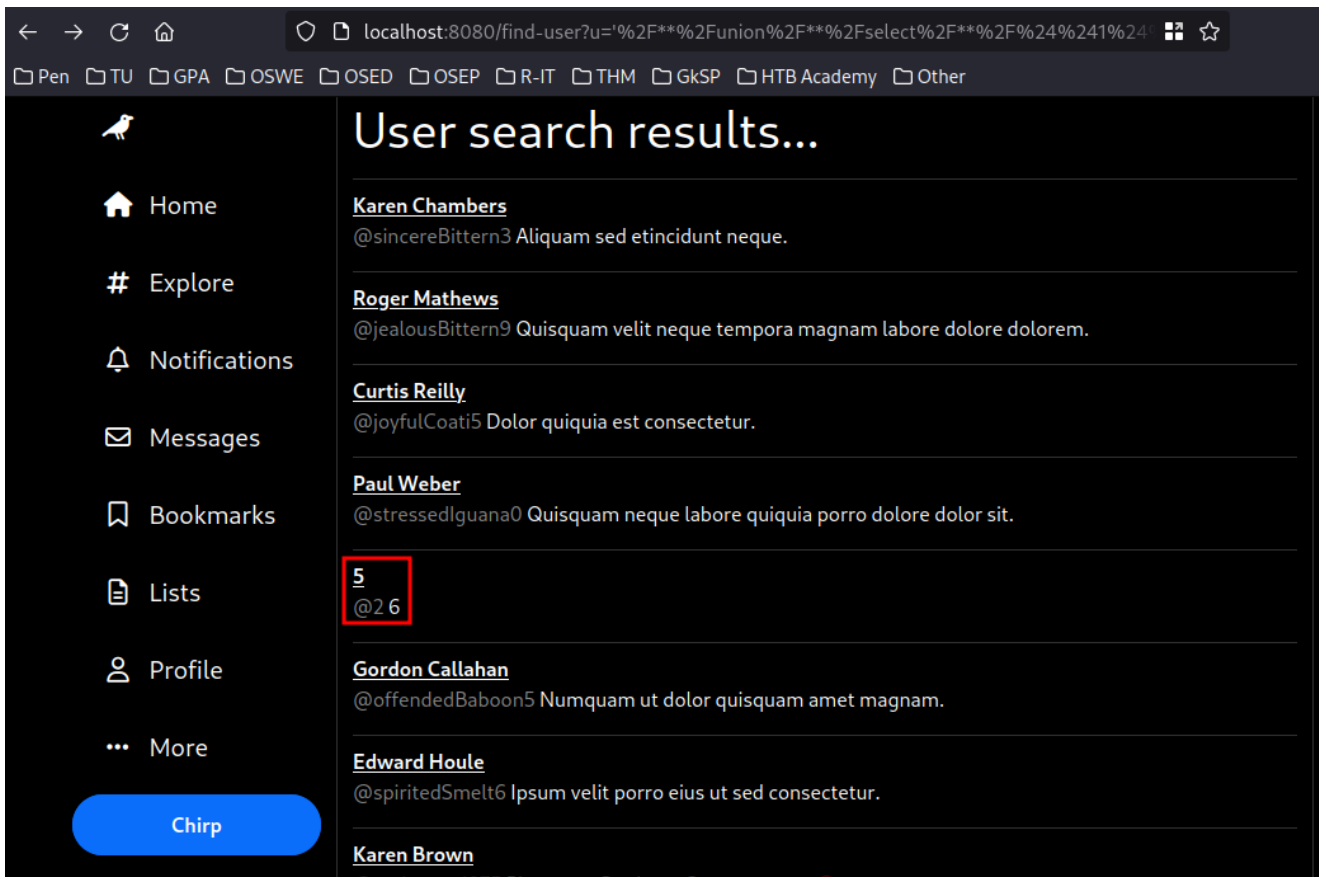 localhost:8080/find-user?u='%2F**%2Funion%2F**%2Fselect%2F**%2F%24%241%24
Pen TU GPA OSWE OSED OSEP R-IT THM GkSP HTB Academy Other
User search results...
Home
Explore
Notifications
Messages
Bookmarks
Lists
Profile
More
Chirp
Karen Chambers
@sincereBittern3 Aliquam sed etincidunt neque.
Roger Mathews
@jealousBittern9 Quisquam velit neque tempora magnam labore dolore dolorem.
Curtis Reilly
@joyfulCoati5 Dolor quiquia est consectetur.
Paul Weber
@stressedIguana0 Quisquam neque labore quiquia porro dolore dolor sit.
5
@2 6
Gordon Callahan
@offendedBaboon5 Numquam ut dolor quisquam amet magnam.
Edward Houle
@spiritedSmelt6 Ipsum velit porro eius ut sed consectetur.
Karen Brown